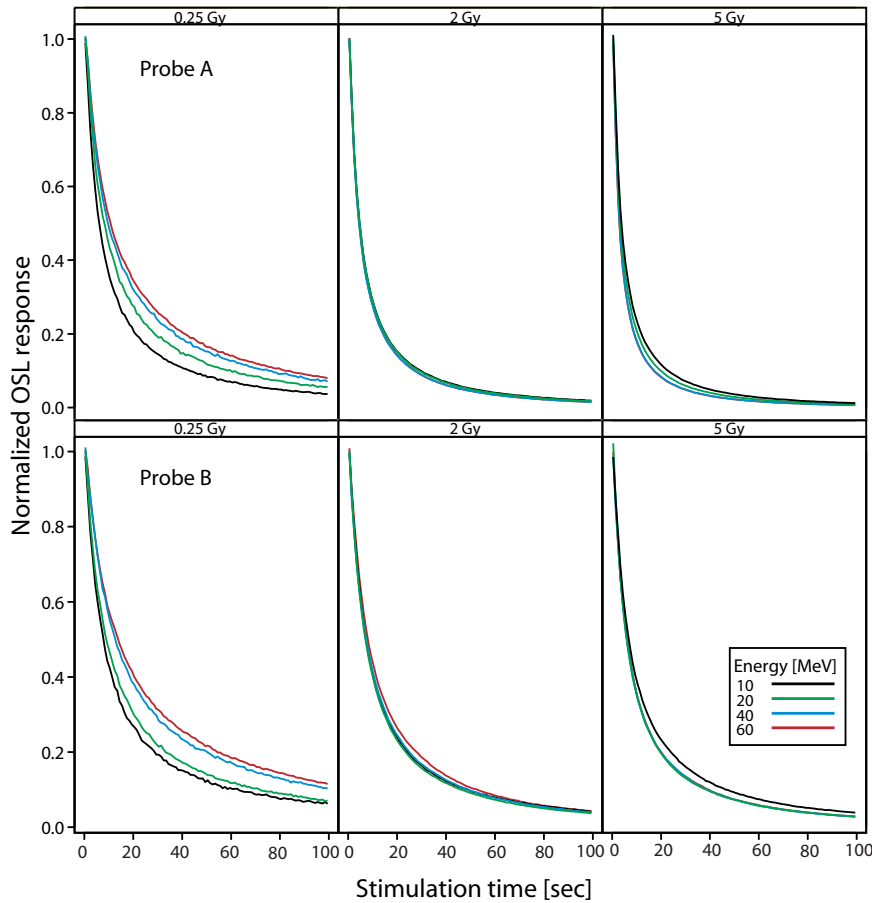 0.25 Gy 2 Gy 5 Gy
Probe A
1.0
0.8
0.6
0.4
0.2
0.0
0.25 Gy 2 Gy 5 Gy
Probe B
1.0
0.8
0.6
0.4
0.2
0.0
Normalized OSL response
Energy [MeV]
10
20
40
60
0 20 40 60 80 100 0 20 40 60 80 100 0 20 40 60 80 100
Stimulation time [sec]